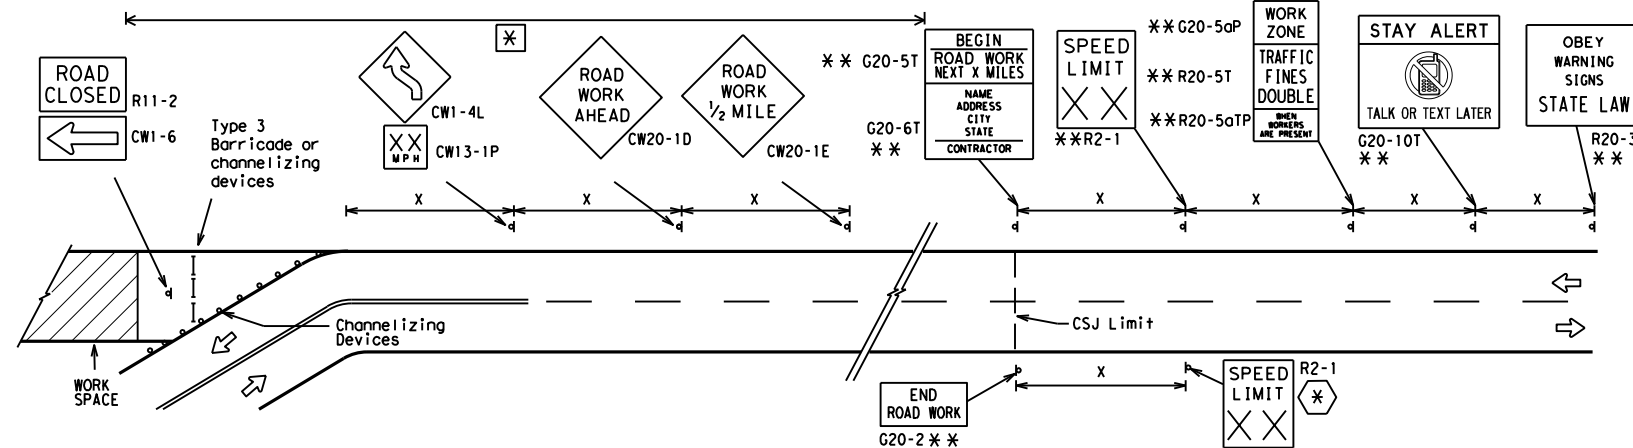 ROAD
CLOSED
R11-2
CW1-6
Type 3
Barricade or
channelizing
devices
CW1-4L
XX
MPH
CW13-1P
*
ROAD
WORK
AHEAD
CW20-1D
ROAD
WORK
1/2 MILE
CW20-1E
** G20-5T
G20-6T
**
BEGIN
ROAD WORK
NEXT X MILES
NAME
ADDRESS
CITY
STATE
CONTRACTOR
SPEED
LIMIT
XX
**R2-1
**G20-5aP
**R20-5T
**R20-5aTP
WORK
ZONE
TRAFFIC
FINES
DOUBLE
WHEN
WORKERS
ARE PRESENT
STAY ALERT
TALK OR TEXT LATER
G20-10T
**
OBEY
WARNING
SIGNS
STATE LAW
R20-3
**
X
X
X
X
X
X
X
Channelizing
Devices
CSJ Limit
WORK
SPACE
END
ROAD WORK
G20-2 **
X
SPEED
LIMIT
XX
R2-1
*